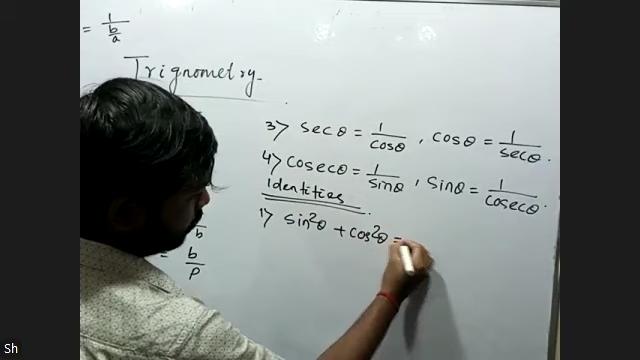 = 1/(b/a)
Trignometry.
3> secθ = 1/cosθ , cosθ = 1/secθ .
4> cosecθ = 1/sinθ , sinθ = 1/cosecθ .
Identities
1> sin²θ + cos²θ =
b
= b/p
Sh